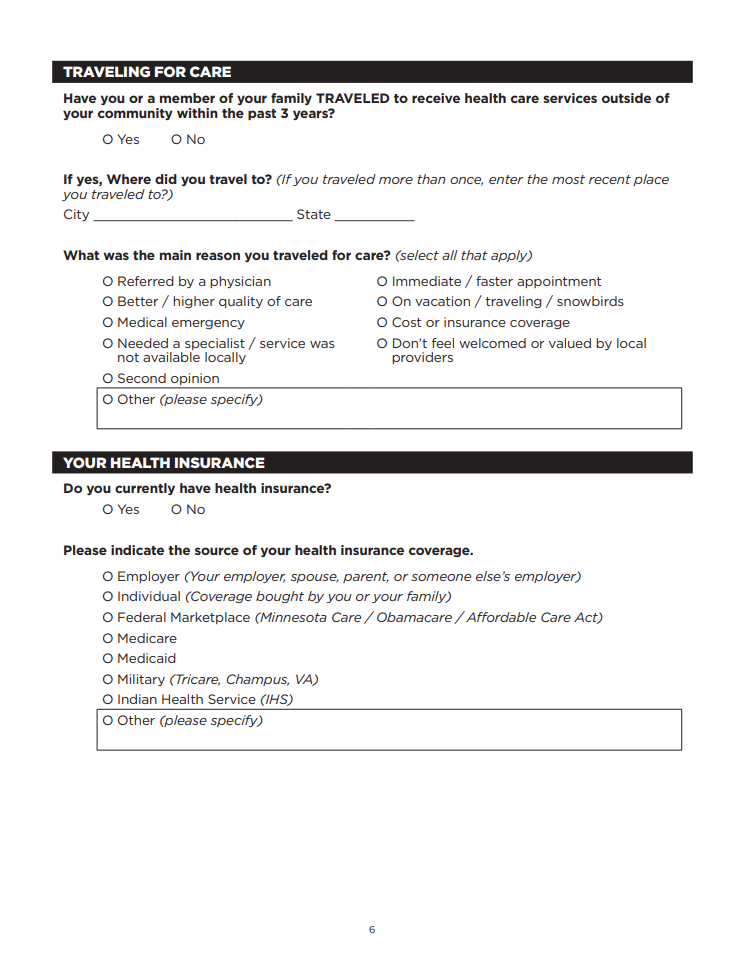 TRAVELING FOR CARE
Have you or a member of your family TRAVELED to receive health care services outside of
your community within the past 3 years?
O Yes O No
If yes, Where did you travel to? (If you traveled more than once, enter the most recent place
you traveled to?)
City _________________________ State __________
What was the main reason you traveled for care? (select all that apply)
O Referred by a physician
O Better / higher quality of care
O Medical emergency
O Needed a specialist / service was
not available locally
O Second opinion
O Immediate / faster appointment
O On vacation / traveling / snowbirds
O Cost or insurance coverage
O Don’t feel welcomed or valued by local
providers
O Other (please specify)
YOUR HEALTH INSURANCE
Do you currently have health insurance?
O Yes O No
Please indicate the source of your health insurance coverage.
O Employer (Your employer, spouse, parent, or someone else’s employer)
O Individual (Coverage bought by you or your family)
O Federal Marketplace (Minnesota Care / Obamacare / Affordable Care Act)
O Medicare
O Medicaid
O Military (Tricare, Champus, VA)
O Indian Health Service (IHS)
O Other (please specify)
6